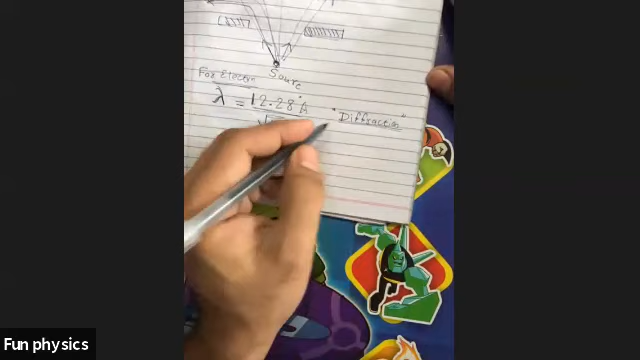 Source
For Electron
λ = 12.28 Å
√
"Diffraction"
Fun physics